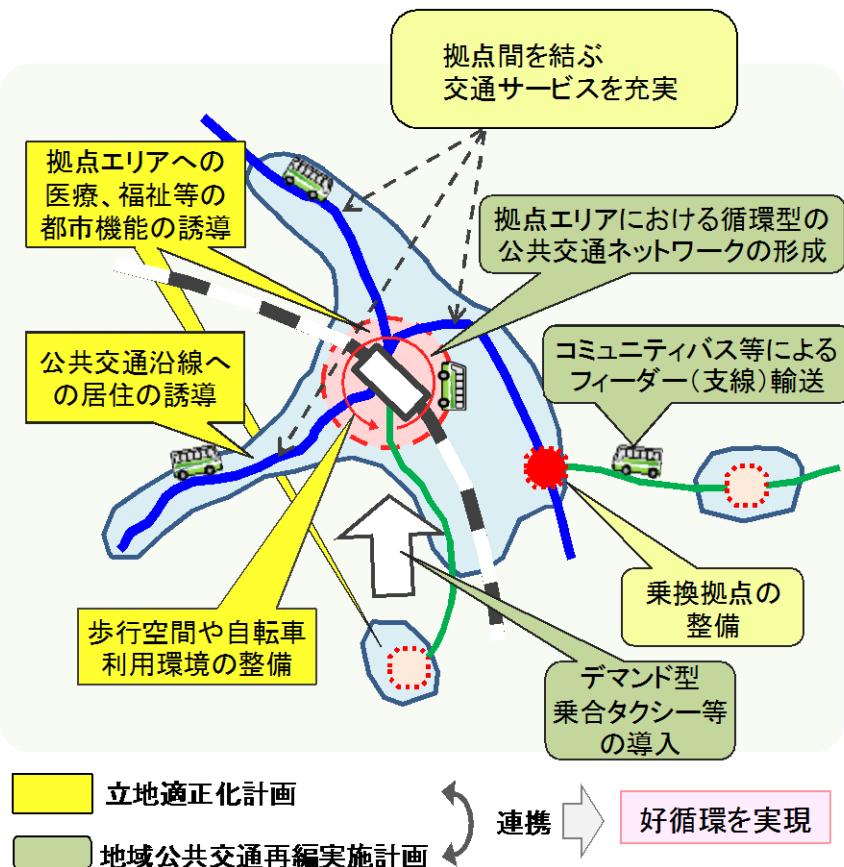 拠点間を結ぶ
交通サービスを充実
拠点エリアへの
医療、福祉等の
都市機能の誘導
拠点エリアにおける循環型の
公共交通ネットワークの形成
公共交通沿線へ
の居住の誘導
コミュニティバス等による
フィーダー(支線)輸送
歩行空間や自転車
利用環境の整備
乗換拠点の
整備
デマンド型
乗合タクシー等
の導入
立地適正化計画
地域公共交通再編実施計画
連携
好循環を実現